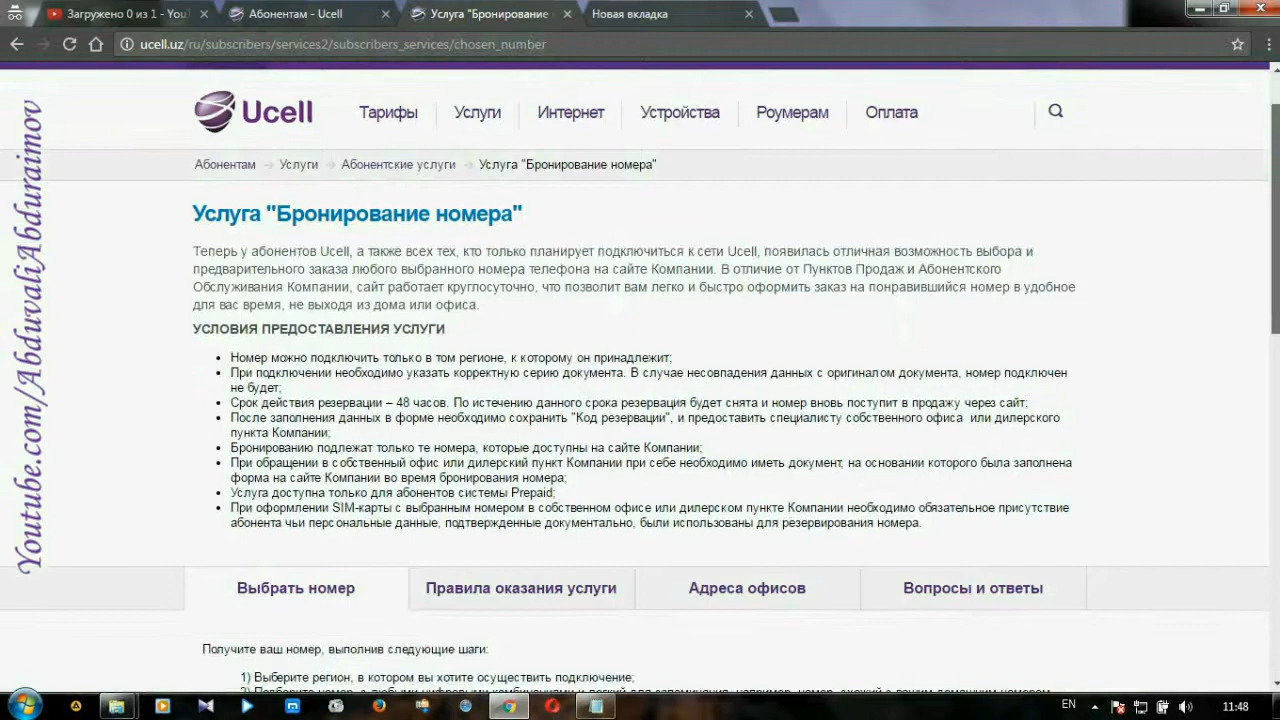 Загружено 0 из 1 - YouT
Абонентам - Ucell
Услуга "Бронирование
Новая вкладка
ucell.uz/ru/subscribers/services2/subscribers_services/chosen_number
Ucell
Тарифы
Услуги
Интернет
Устройства
Роумерам
Оплата
Абонентам
Услуги
Абонентские услуги
Услуга "Бронирование номера"
Услуга "Бронирование номера"
Теперь у абонентов Ucell, а также всех тех, кто только планирует подключиться к сети Ucell, появилась отличная возможность выбора и
предварительного заказа любого выбранного номера телефона на сайте Компании. В отличие от Пунктов Продаж и Абонентского
Обслуживания Компании, сайт работает круглосуточно, что позволит вам легко и быстро оформить заказ на понравившийся номер в удобное
для вас время, не выходя из дома или офиса.
УСЛОВИЯ ПРЕДОСТАВЛЕНИЯ УСЛУГИ
Номер можно подключить только в том регионе, к которому он принадлежит;
При подключении необходимо указать корректную серию документа. В случае несовпадения данных с оригиналом документа, номер подключен
не будет;
Срок действия резервации – 48 часов. По истечению данного срока резервация будет снята и номер вновь поступит в продажу через сайт;
После заполнения данных в форме необходимо сохранить "Код резервации", и предоставить специалисту собственного офиса или дилерского
пункта Компании;
Бронированию подлежат только те номера, которые доступны на сайте Компании;
При обращении в собственный офис или дилерский пункт Компании при себе необходимо иметь документ, на основании которого была заполнена
форма на сайте Компании во время бронирования номера;
Услуга доступна только для абонентов системы Prepaid;
При оформлении SIM-карты с выбранным номером в собственном офисе или дилерском пункте Компании необходимо обязательное присутствие
абонента чьи персональные данные, подтвержденные документально, были использованы для резервирования номера.
Выбрать номер
Правила оказания услуги
Адреса офисов
Вопросы и ответы
Получите ваш номер, выполнив следующие шаги:
1) Выберите регион, в котором вы хотите осуществить подключение;
Youtube.com/AbduvaliAbduraimov
EN
11:48